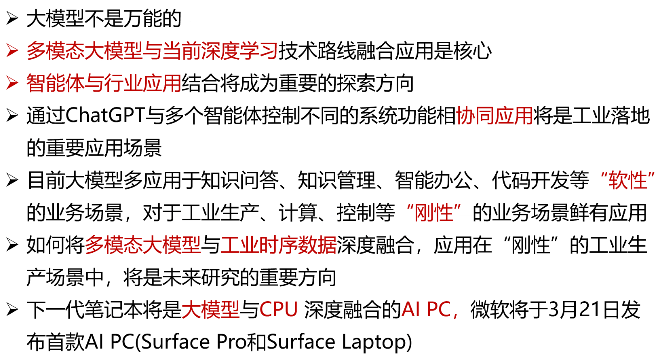 大模型不是万能的
多模态大模型与当前深度学习技术路线融合应用是核心
智能体与行业应用结合将成为重要的探索方向
通过ChatGPT与多个智能体控制不同的系统功能相协同应用将是工业落地
的重要应用场景
目前大模型多应用于知识问答、知识管理、智能办公、代码开发等“软性”
的业务场景，对于工业生产、计算、控制等“刚性”的业务场景鲜有应用
如何将多模态大模型与工业时序数据深度融合，应用在“刚性”的工业生
产场景中，将是未来研究的重要方向
下一代笔记本将是大模型与CPU 深度融合的AI PC，微软将于3月21日发
布首款AI PC(Surface Pro和Surface Laptop)